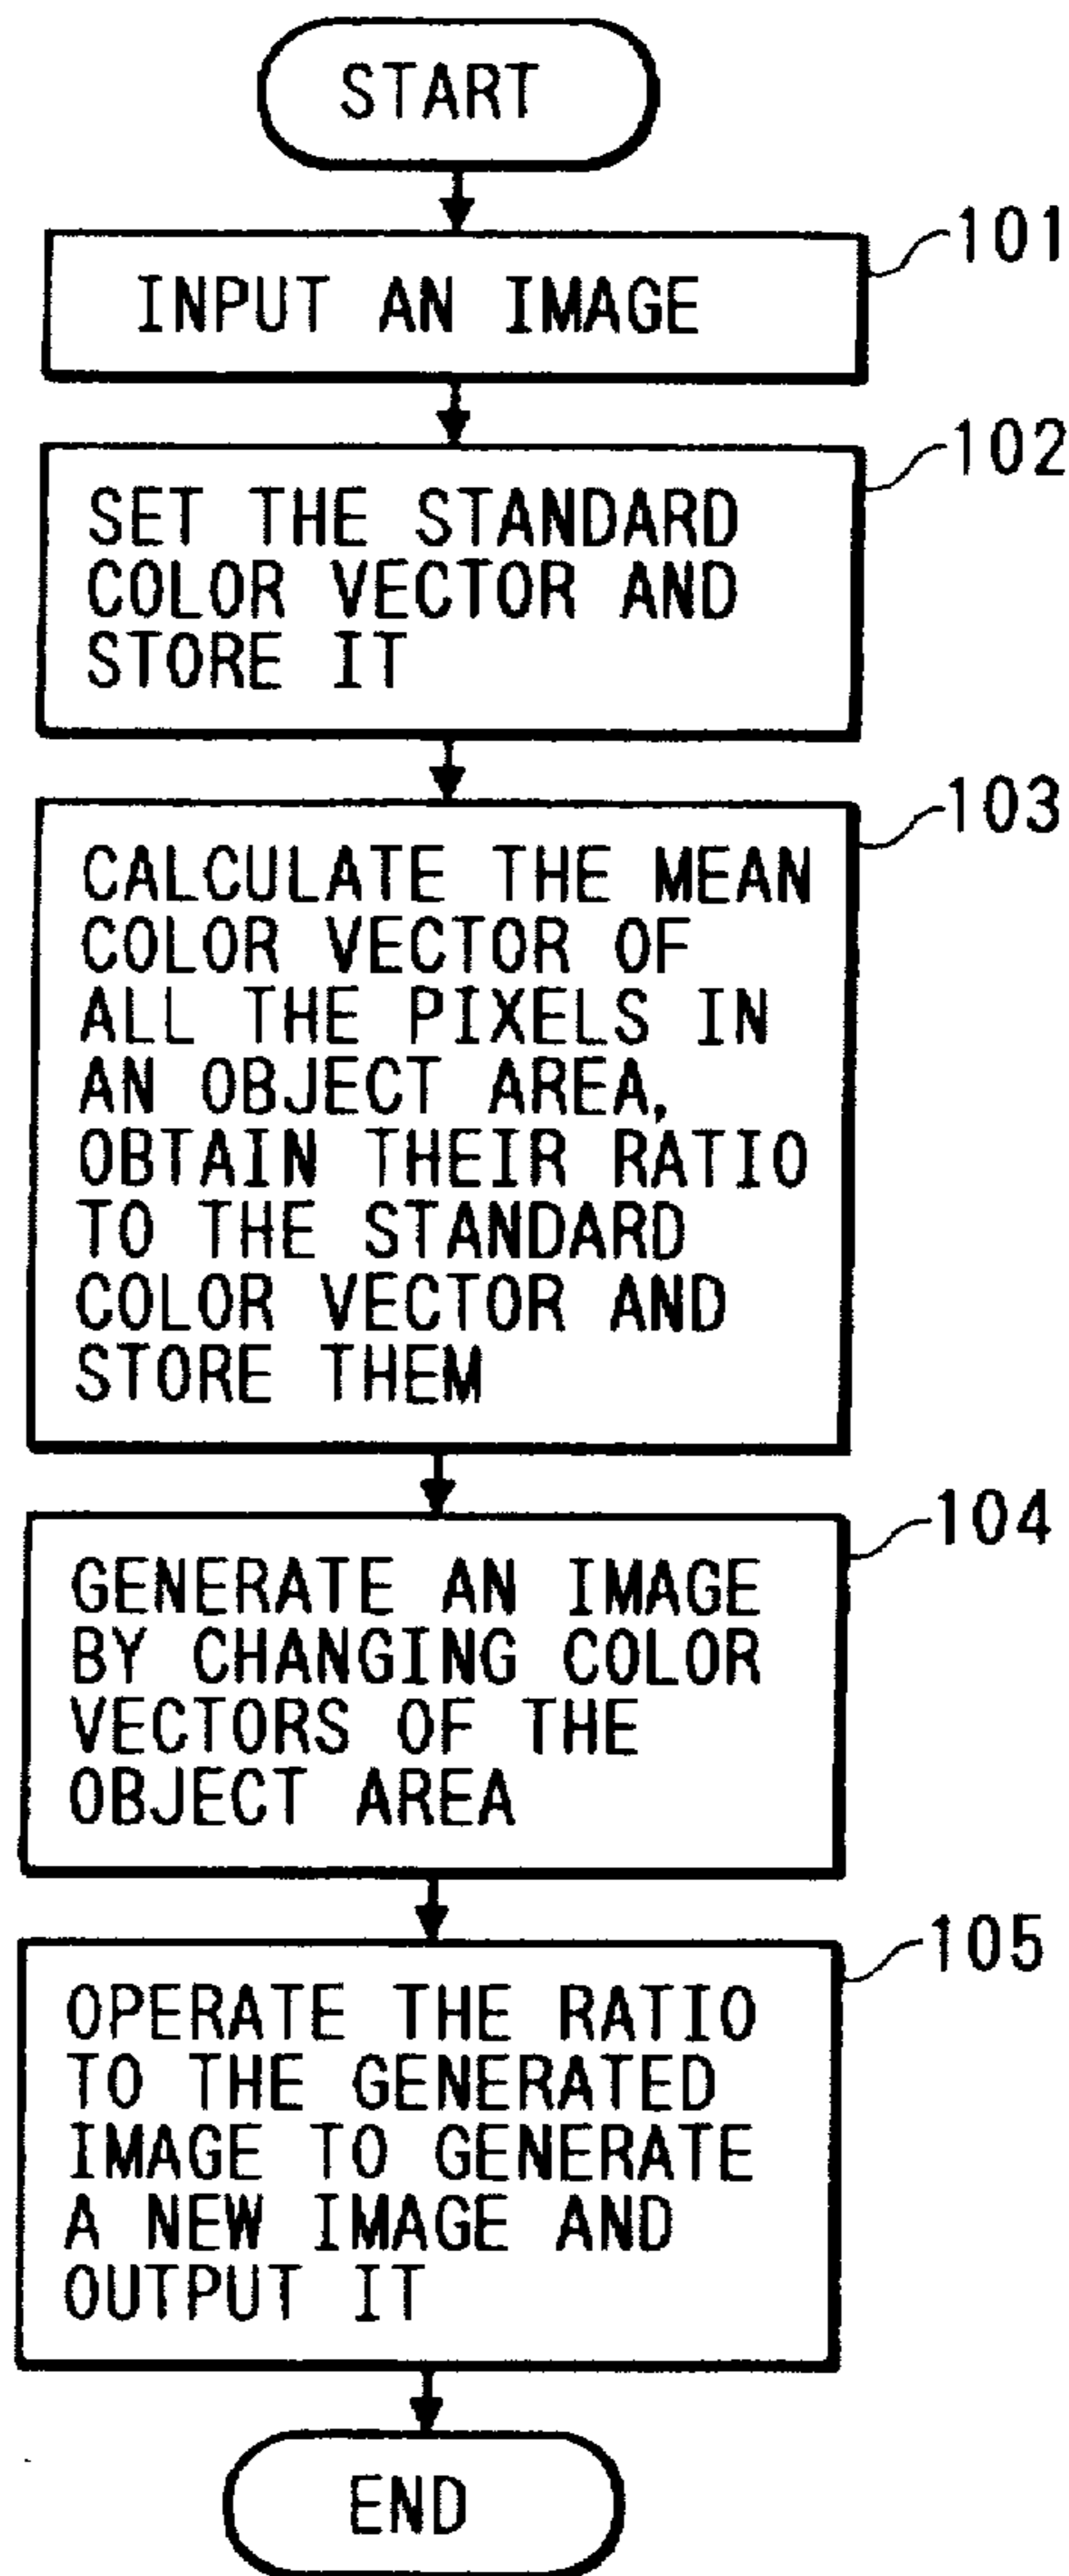 START
101
INPUT AN IMAGE
102
SET THE STANDARD
COLOR VECTOR AND
STORE IT
103
CALCULATE THE MEAN
COLOR VECTOR OF
ALL THE PIXELS IN
AN OBJECT AREA,
OBTAIN THEIR RATIO
TO THE STANDARD
COLOR VECTOR AND
STORE THEM
104
GENERATE AN IMAGE
BY CHANGING COLOR
VECTORS OF THE
OBJECT AREA
105
OPERATE THE RATIO
TO THE GENERATED
IMAGE TO GENERATE
A NEW IMAGE AND
OUTPUT IT
END